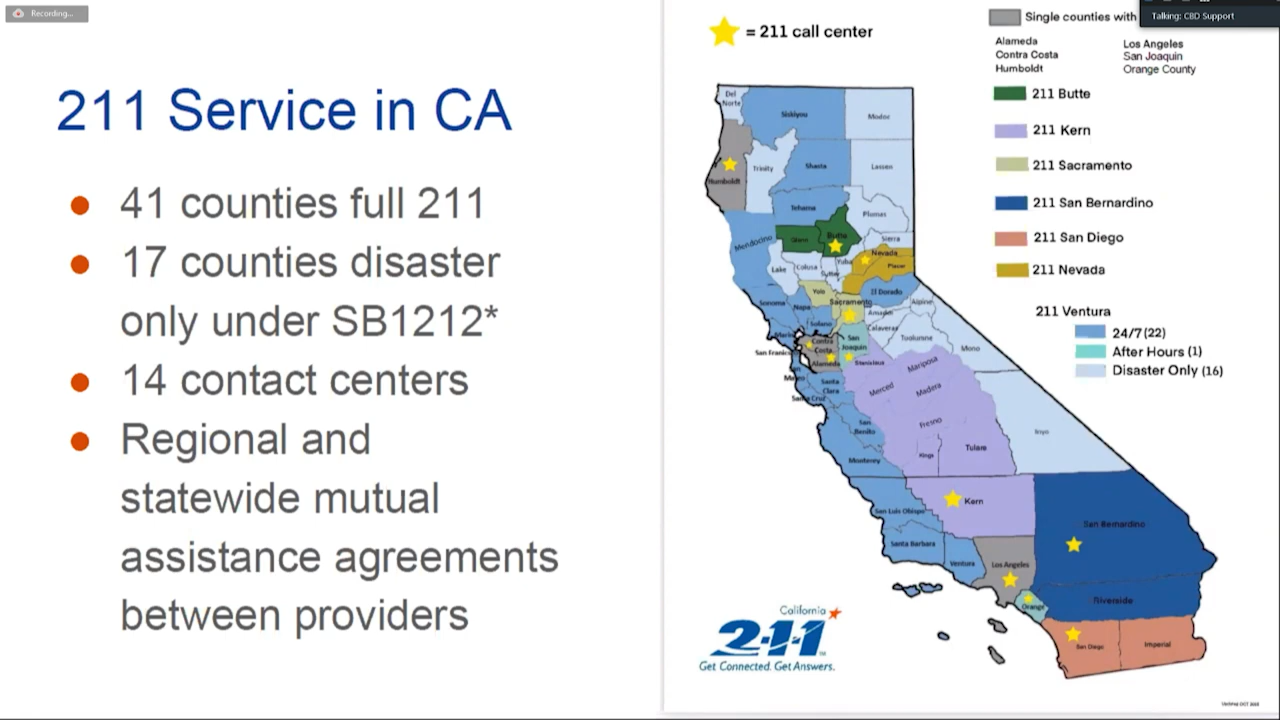 Recording...
Talking: CBD Support
211 Service in CA
41 counties full 211
17 counties disaster
only under SB1212*
14 contact centers
Regional and
statewide mutual
assistance agreements
between providers
= 211 call center
Single counties with
Alameda
Contra Costa
Humboldt
Los Angeles
San Joaquin
Orange County
211 Butte
211 Kern
211 Sacramento
211 San Bernardino
211 San Diego
211 Nevada
211 Ventura
24/7 (22)
After Hours (1)
Disaster Only (16)
Del
Norte
Siskiyou
Modoc
Humboldt
Trinity
Shasta
Lassen
Tehama
Plumas
Mendocino
Glenn
Butte
Sierra
Lake
Colusa
Yuba
Nevada
Placer
Sonoma
Napa
Yolo
Sacramento
El Dorado
Alpine
Amador
Solano
Calaveras
Contra
Costa
San
Joaquin
Tuolumne
Mono
Alameda
Stanislaus
Mariposa
Santa
Clara
Merced
Madera
San
Benito
Fresno
Inyo
Monterey
Kings
Tulare
San Luis Obispo
Kern
Santa Barbara
Ventura
Los Angeles
San Bernardino
Orange
Riverside
San Diego
Imperial
California
2-1-1
Get Connected. Get Answers.